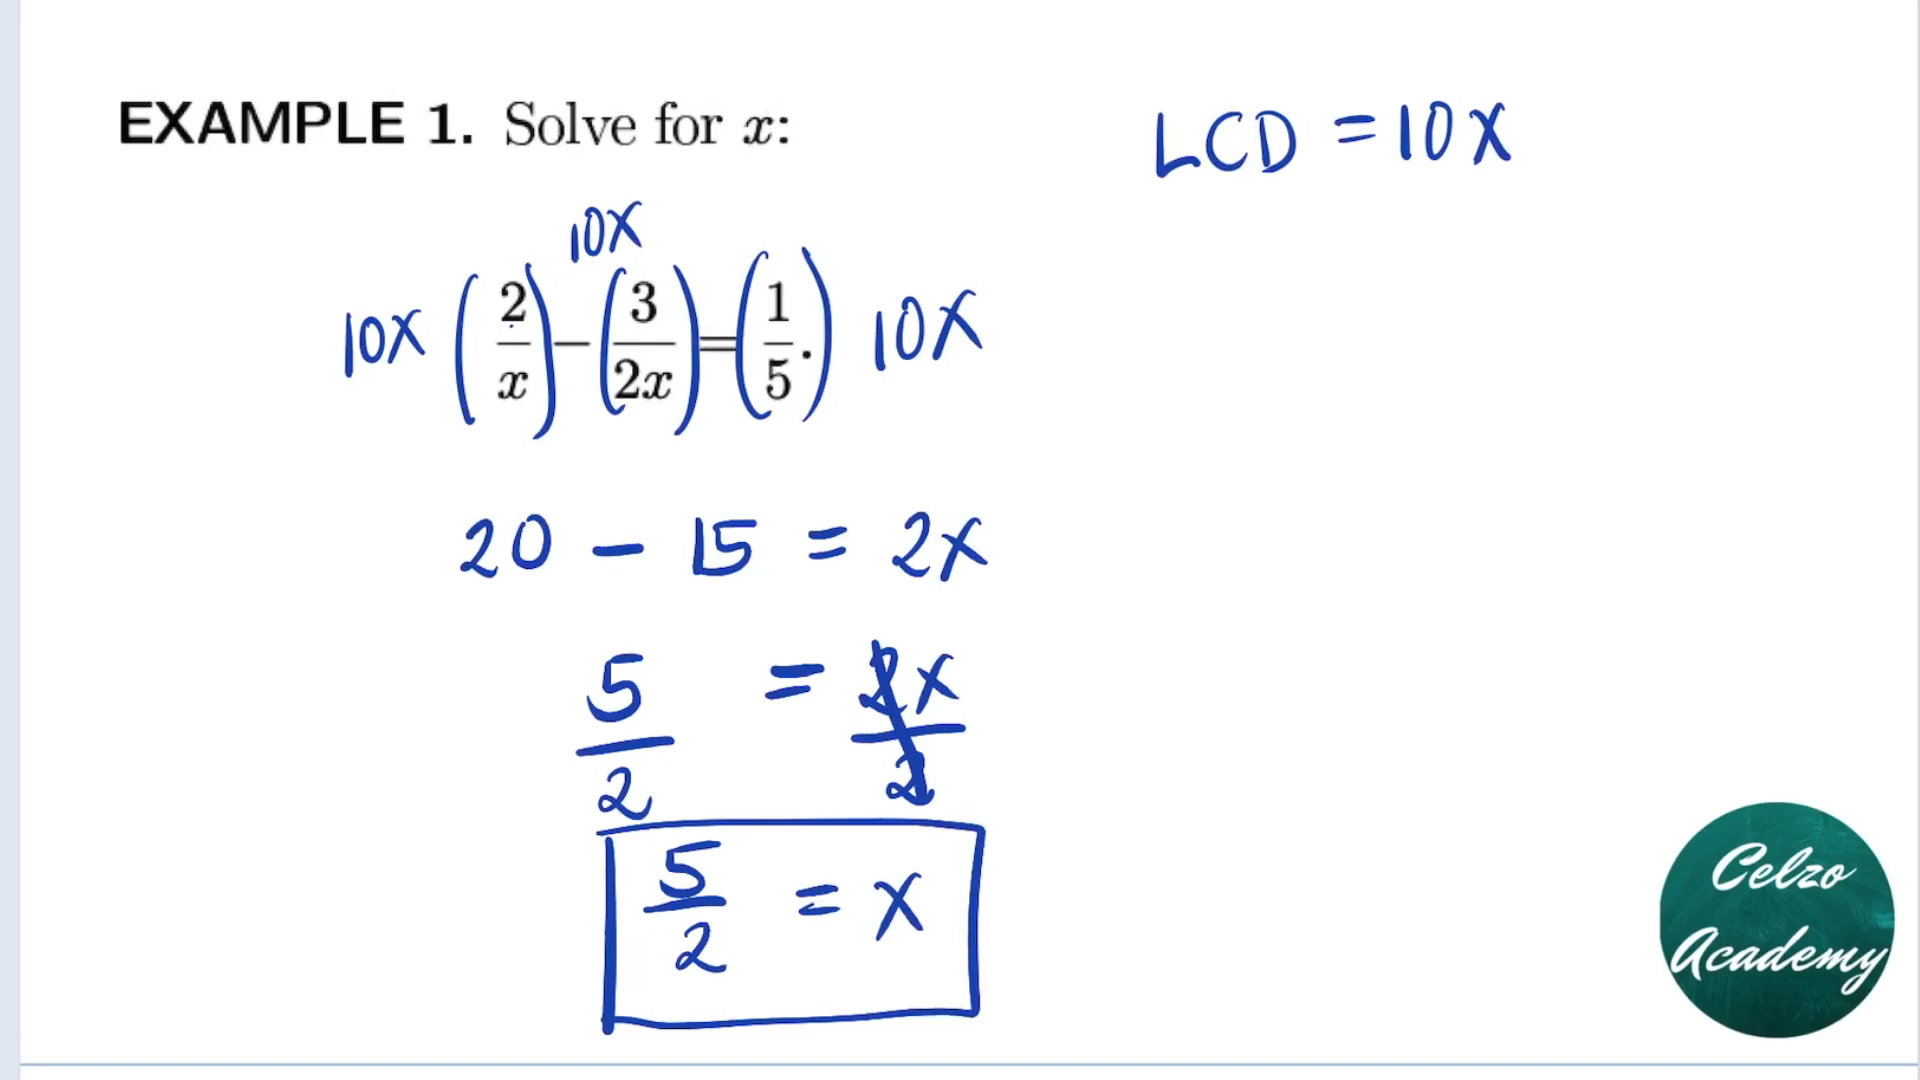 EXAMPLE 1. Solve for x:
LCD = 10x
10x (2/x) - 10x (3/2x) = (1/5.) 10x
20 - 15 = 2x
5/2 = 2x/2
5/2 = x
Celzo
Academy